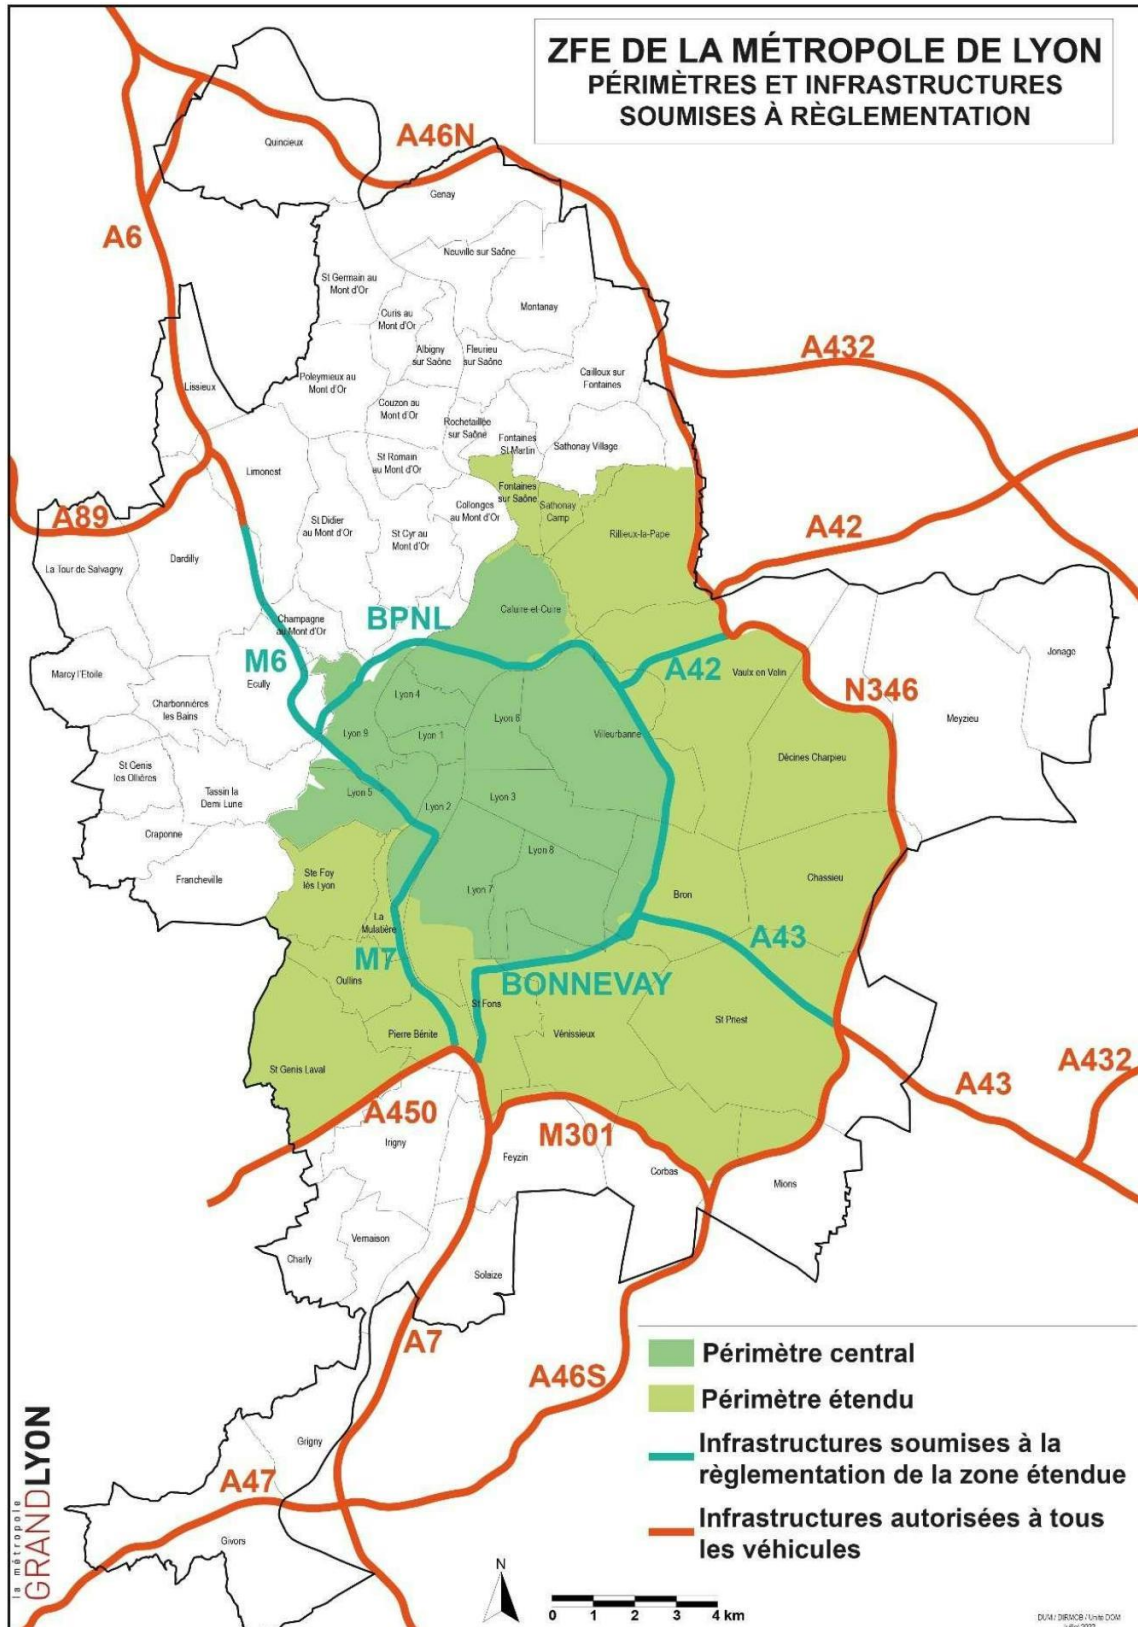 ZFE DE LA MÉTROPOLE DE LYON
PÉRIMÈTRES ET INFRASTRUCTURES
SOUMISES À RÈGLEMENTATION
Quincieux
A46N
Genay
A6
Neuville sur Saône
St Germain au
Mont d'Or
Curis au
Mont d'Or
Montanay
Albigny
sur Saône
Fleurieu
sur Saône
A432
Lissieux
Poleymieux au
Mont d'Or
Cailloux sur
Fontaines
Couzon au
Mont d'Or
Rochetaillée
sur Saône
Fontaines
St Martin
Sathonay Village
Limonest
St Romain
au Mont d'Or
Fontaines
sur Saône
Collonges
au Mont d'Or
Sathonay
Camp
A89
St Didier
au Mont d'Or
St Cyr au
Mont d'Or
Rillieux-la-Pape
A42
Dardilly
La Tour de Salvagny
Caluire-et-Cuire
Champagne
au Mont d'Or
BPNL
M6
Marcy l'Etoile
Ecully
A42
Vaulx en Velin
Jonage
Charbonnières
les Bains
Lyon 4
N346
Meyzieu
Lyon 6
Lyon 9
Lyon 1
Villeurbanne
Décines Charpieu
St Genis
les Ollières
Tassin la
Demi Lune
Lyon 5
Lyon 2
Lyon 3
Craponne
Lyon 8
Francheville
Ste Foy
lès Lyon
Lyon 7
Bron
Chassieu
La
Mulatière
M7
A43
Oullins
BONNEVAY
St Fons
Pierre Bénite
Vénissieux
St Priest
St Genis Laval
A450
A43
A432
Irigny
M301
Feyzin
Corbas
Mions
Vernaison
Charly
Solaize
A7
A46S
Grigny
A47
Givors
Périmètre central
Périmètre étendu
Infrastructures soumises à la
règlementation de la zone étendue
Infrastructures autorisées à tous
les véhicules
la métropole
GRANDLYON
N
0 1 2 3 4 km